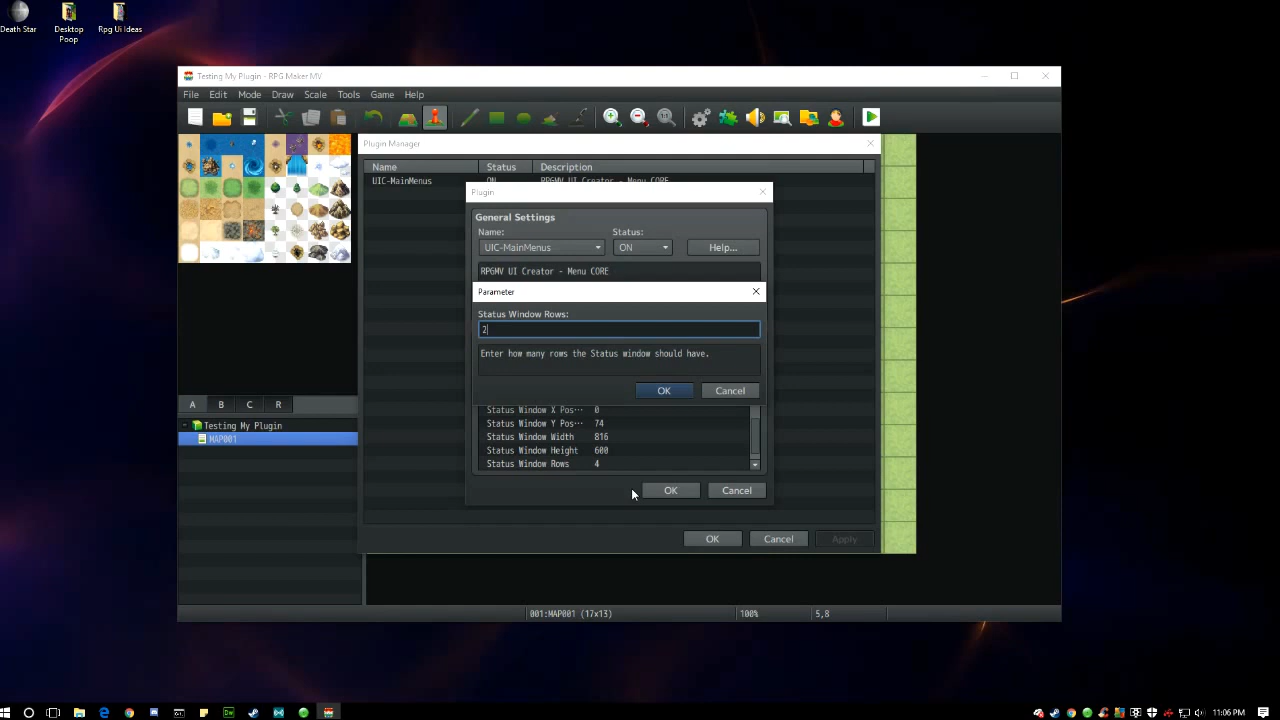 Death Star
Desktop Poop
Rpg Ui Ideas
Testing My Plugin - RPG Maker MV
File Edit Mode Draw Scale Tools Game Help
Plugin Manager
Name Status Description
UIC-MainMenus ON RPGMV UI Creator - Menu CORE
Plugin
General Settings
Name: Status:
UIC-MainMenus ON Help...
RPGMV UI Creator - Menu CORE
Parameter
Status Window Rows:
2
Enter how many rows the Status window should have.
OK Cancel
Status Window X Pos··· 0
Status Window Y Pos··· 74
Status Window Width 816
Status Window Height 600
Status Window Rows 4
OK Cancel
OK Cancel Apply
A B C R
Testing My Plugin
MAP001
001:MAP001 (17x13) 100% 5,8
11:06 PM